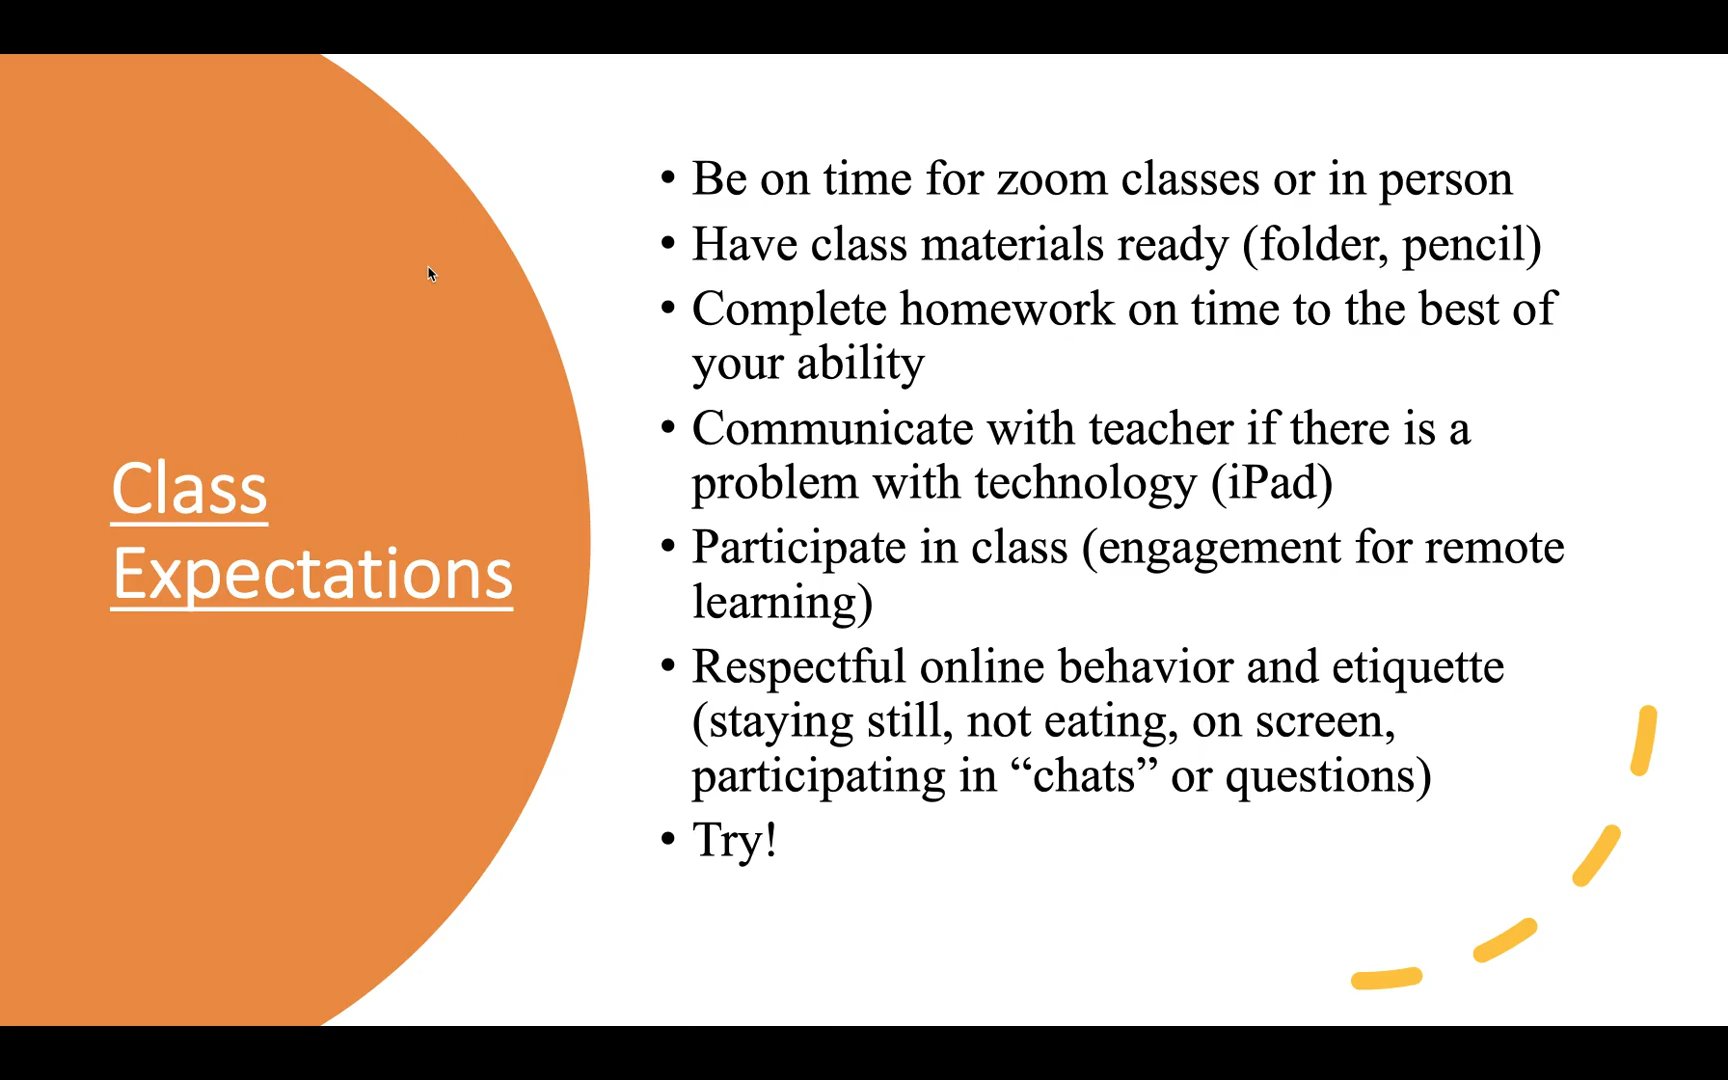 Class
Expectations
• Be on time for zoom classes or in person
• Have class materials ready (folder, pencil)
• Complete homework on time to the best of
your ability
• Communicate with teacher if there is a
problem with technology (iPad)
• Participate in class (engagement for remote
learning)
• Respectful online behavior and etiquette
(staying still, not eating, on screen,
participating in “chats” or questions)
• Try!